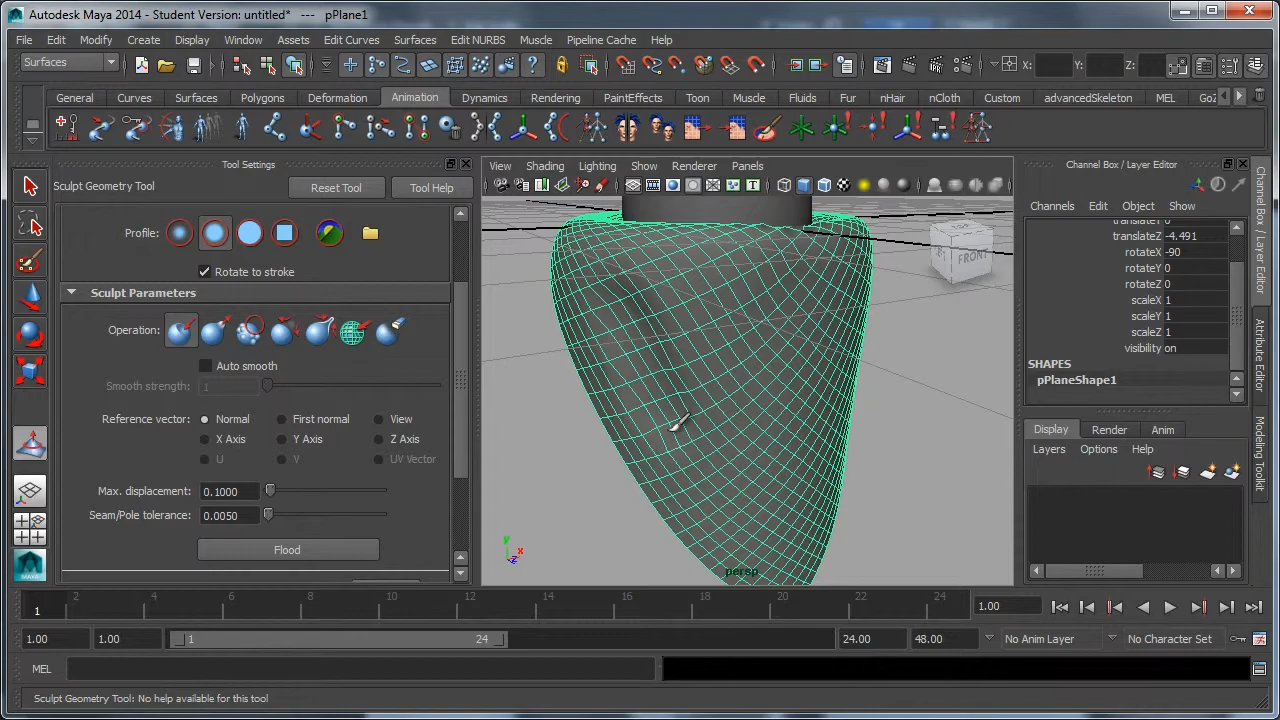 Autodesk Maya 2014 - Student Version: untitled* --- pPlane1
File Edit Modify Create Display Window Assets Edit Curves Surfaces Edit NURBS Muscle Pipeline Cache Help
Surfaces X: Y: Z:
General Curves Surfaces Polygons Deformation Animation Dynamics Rendering PaintEffects Toon Muscle Fluids Fur nHair nCloth Custom advancedSkeleton MEL GoZ
Tool Settings
Sculpt Geometry Tool Reset Tool Tool Help
Profile:
Rotate to stroke
Sculpt Parameters
Operation:
Auto smooth
Smooth strength: 1
Reference vector: Normal First normal View
X Axis Y Axis Z Axis
U V UV Vector
Max. displacement: 0.1000
Seam/Pole tolerance: 0.0050
Flood
View Shading Lighting Show Renderer Panels
FRONT
y
x
z
persp
Channel Box / Layer Editor
Channels Edit Object Show
translateZ -4.491
rotateX -90
rotateY 0
rotateZ 0
scaleX 1
scaleY 1
scaleZ 1
visibility on
SHAPES
pPlaneShape1
Display Render Anim
Layers Options Help
Channel Box / Layer Editor
Attribute Editor
Modeling Toolkit
1 2 4 6 8 10 12 14 16 18 20 22 24 1.00
1.00 1.00 1 24 24.00 48.00 No Anim Layer No Character Set
MEL
Sculpt Geometry Tool: No help available for this tool